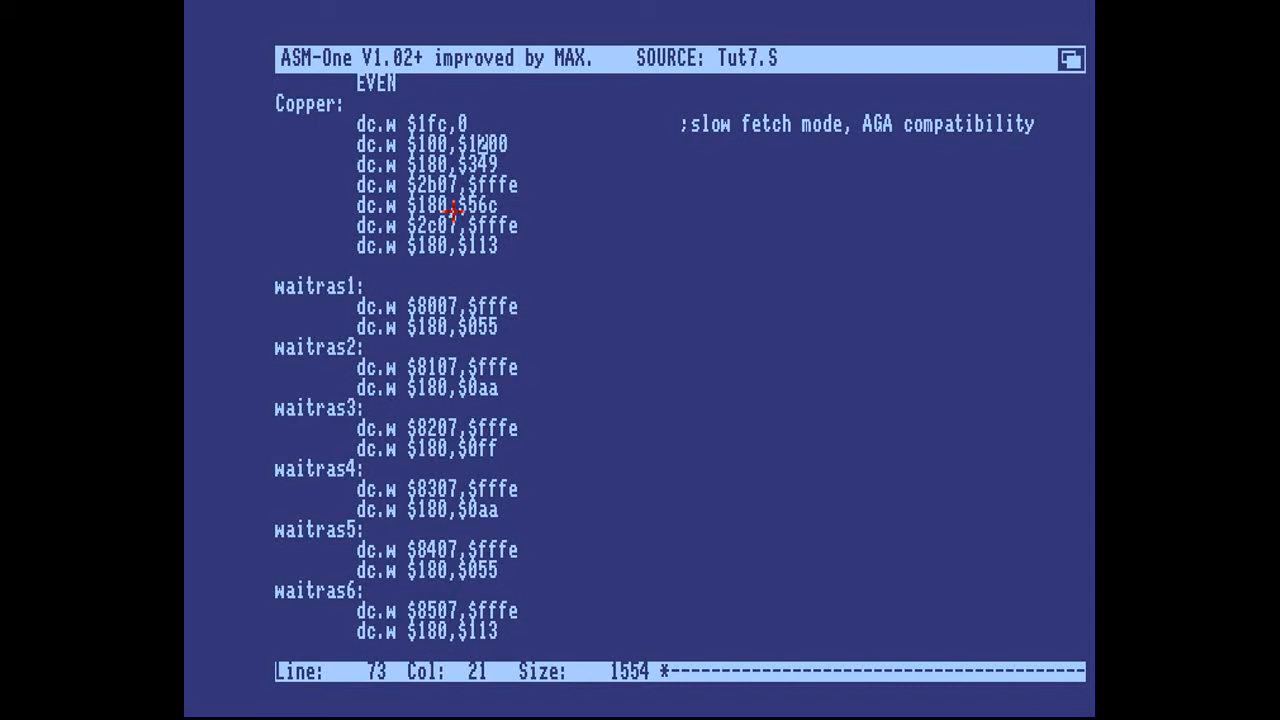 ASM-One V1.02+ improved by MAX. SOURCE: Tut7.S
EVEN
Copper:
dc.w $1fc,0 ;slow fetch mode, AGA compatibility
dc.w $100,$1200
dc.w $180,$349
dc.w $2b07,$fffe
dc.w $180,$56c
dc.w $2c07,$fffe
dc.w $180,$113
waitras1:
dc.w $8007,$fffe
dc.w $180,$055
waitras2:
dc.w $8107,$fffe
dc.w $180,$0aa
waitras3:
dc.w $8207,$fffe
dc.w $180,$0ff
waitras4:
dc.w $8307,$fffe
dc.w $180,$0aa
waitras5:
dc.w $8407,$fffe
dc.w $180,$055
waitras6:
dc.w $8507,$fffe
dc.w $180,$113
Line: 73 Col: 21 Size: 1554 *-----------------------------------------